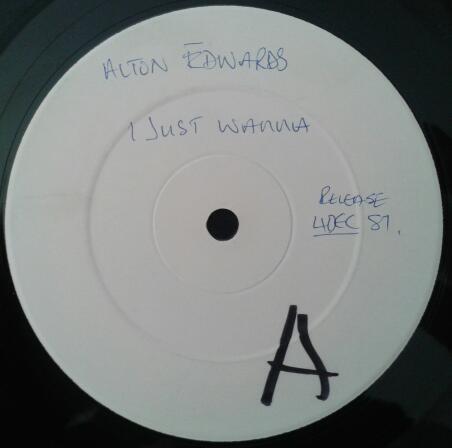 ALTON EDWARDS
I JUST WANNA
RELEASE
4 DEC 81.
A